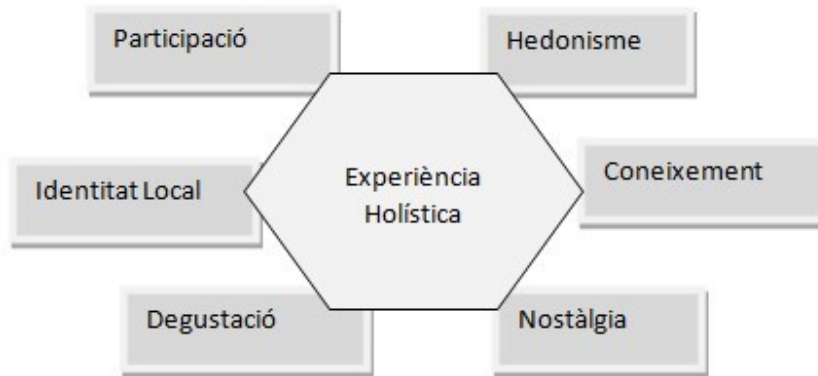 Participació
Hedonisme
Identitat Local
Experiència
Holística
Coneixement
Degustació
Nostàlgia